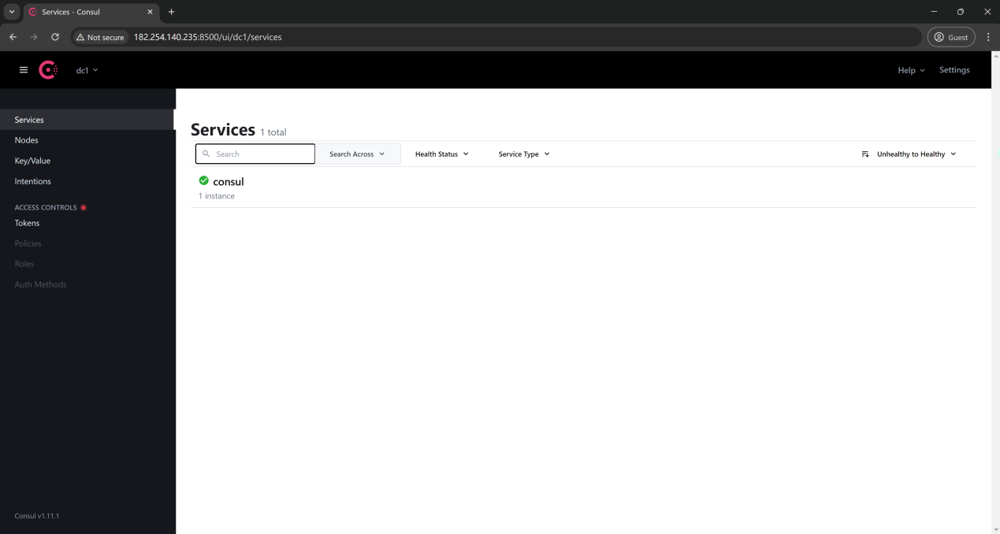 Services - Consul
Not secure 182.254.140.235:8500/ui/dc1/services Guest
dc1 Help Settings
Services
Nodes
Key/Value
Intentions
ACCESS CONTROLS
Tokens
Policies
Roles
Auth Methods
Consul v1.11.1
Services 1 total
Search Search Across Health Status Service Type Unhealthy to Healthy
consul
1 instance